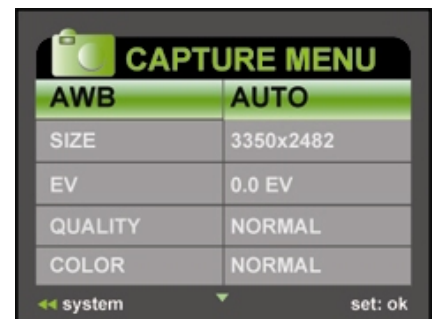 CAPTURE MENU
AWB AUTO
SIZE 3350x2482
EV 0.0 EV
QUALITY NORMAL
COLOR NORMAL
system set: ok